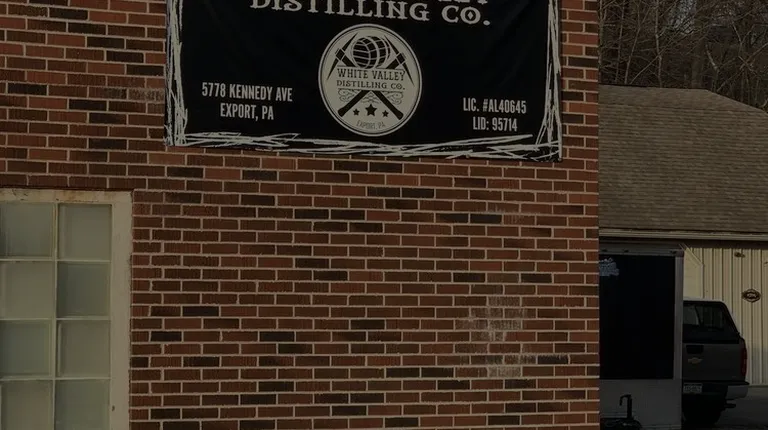 DISTILLING CO.
WHITE VALLEY
DISTILLING CO.
EXPORT, PA
5778 KENNEDY AVE
EXPORT, PA
LIC. #AL40645
LID: 95714